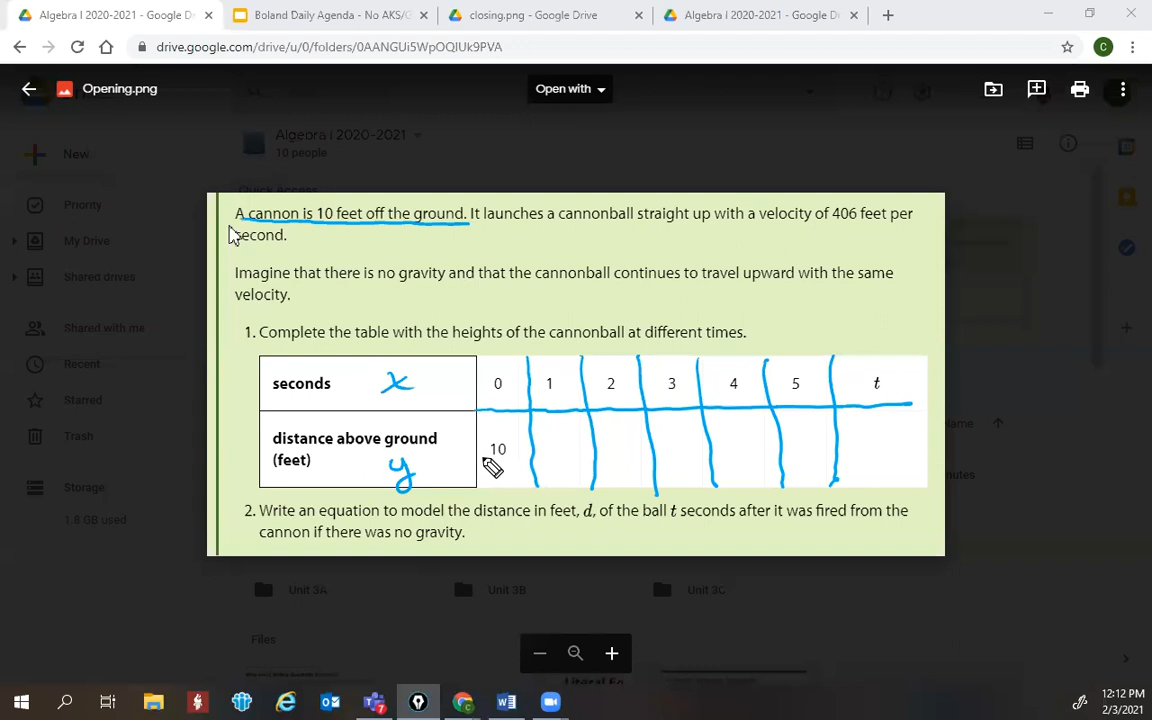 Algebra I 2020-2021 - Google Dr
Boland Daily Agenda - No AKS/G
closing.png - Google Drive
Algebra I 2020-2021 - Google D
drive.google.com/drive/u/0/folders/0AANGUi5WpOQIUk9PVA
C
Opening.png
Open with
Algebra I 2020-2021
10 people
New
Quick access
Priority
My Drive
Shared drives
Shared with me
Recent
Starred
Trash
Storage
1.8 GB used
A cannon is 10 feet off the ground. It launches a cannonball straight up with a velocity of 406 feet per
second.
Imagine that there is no gravity and that the cannonball continues to travel upward with the same
velocity.
1. Complete the table with the heights of the cannonball at different times.
seconds x 0 1 2 3 4 5 t
distance above ground
(feet) y 10
2. Write an equation to model the distance in feet, d, of the ball t seconds after it was fired from the
cannon if there was no gravity.
Name
Unit 3A
Unit 3B
Unit 3C
Files
7
12:12 PM
2/3/2021